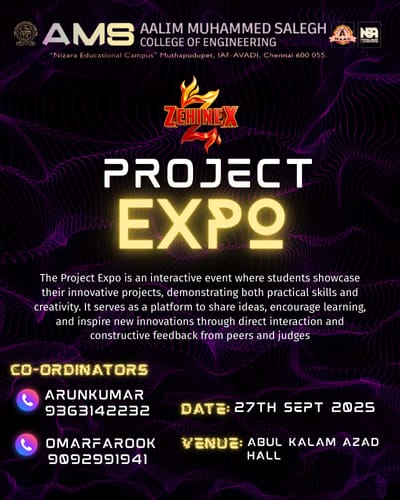 AMS AALIM MUHAMMED SALEGH
COLLEGE OF ENGINEERING
"Nizara Educational Campus" Muthapudupet, IAF-AVADI, Chennai 600 055.
ZEHINEX
PROJECT
EXPO
The Project Expo is an interactive event where students showcase
their innovative projects, demonstrating both practical skills and
creativity. It serves as a platform to share ideas, encourage learning,
and inspire new innovations through direct interaction and
constructive feedback from peers and judges
CO-ORDINATORS
ARUNKUMAR
9363142232
OMARFAROOK
9092991941
DATE: 27TH SEPT 2025
VENUE: ABUL KALAM AZAD
HALL